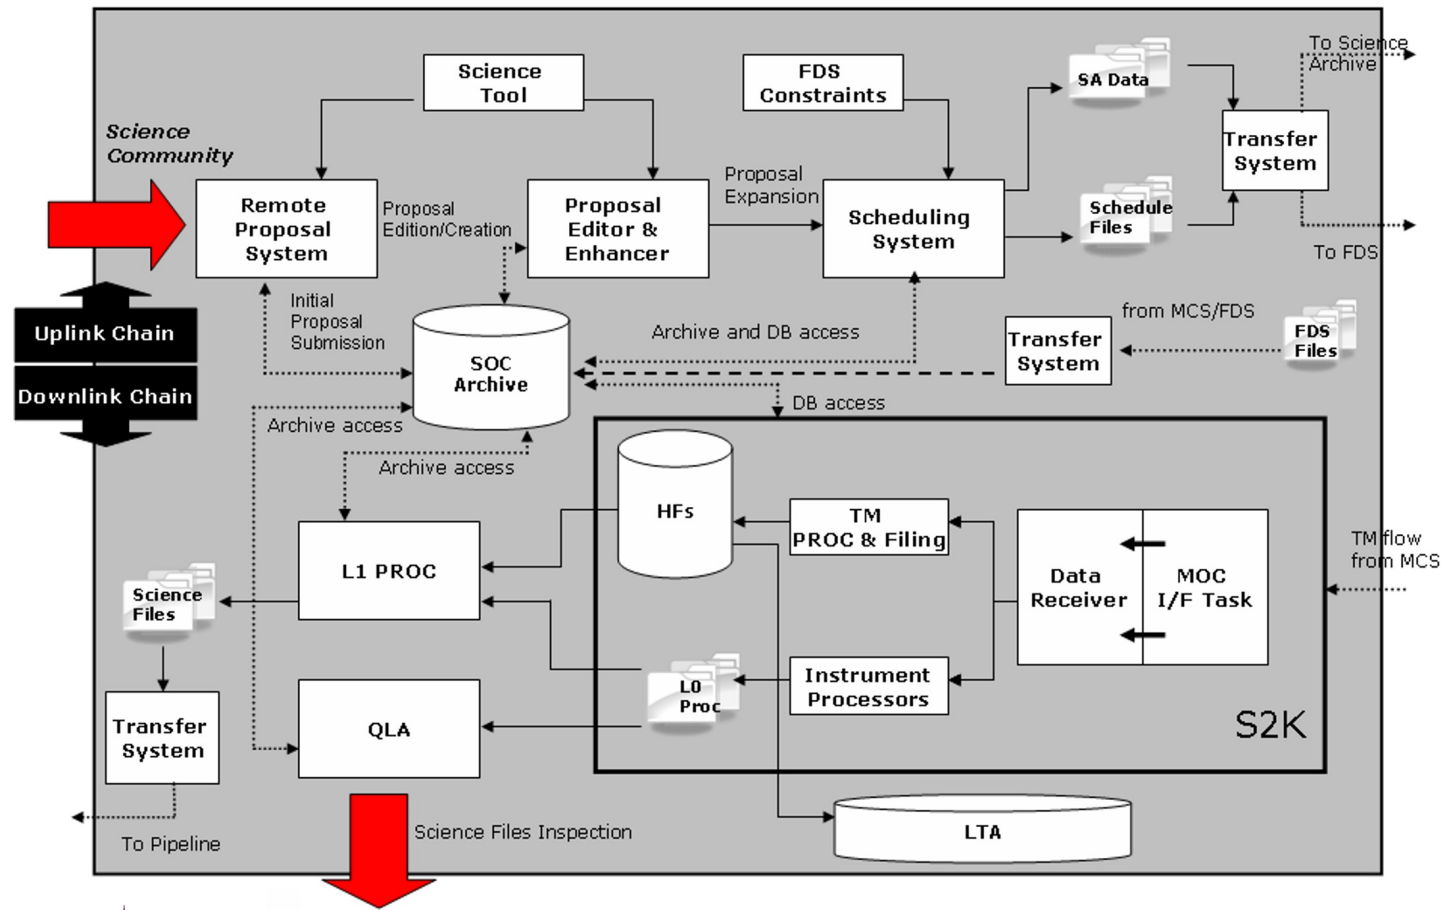 Science
Tool
FDS
Constraints
SA Data
To Science
Archive
Transfer
System
Science
Community
Remote
Proposal
System
Proposal
Edition/Creation
Proposal
Editor &
Enhancer
Proposal
Expansion
Scheduling
System
Schedule
Files
To FDS
Uplink Chain
Downlink Chain
Initial
Proposal
Submission
SOC
Archive
Archive and DB access
Transfer
System
from MCS/FDS
FDS
Files
DB access
Archive access
Archive access
HFs
TM
PROC & Filing
Data
Receiver
MOC
I/F Task
TM flow
from MCS
L1 PROC
Science
Files
L0
Proc
Instrument
Processors
S2K
Transfer
System
QLA
To Pipeline
Science Files Inspection
LTA